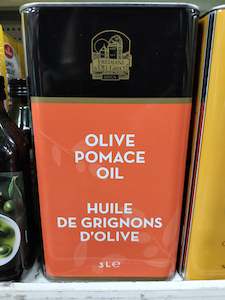 OLIVE
POMACE
OIL
HUILE
DE GRIGNONS
D'OLIVE
3 L ℮